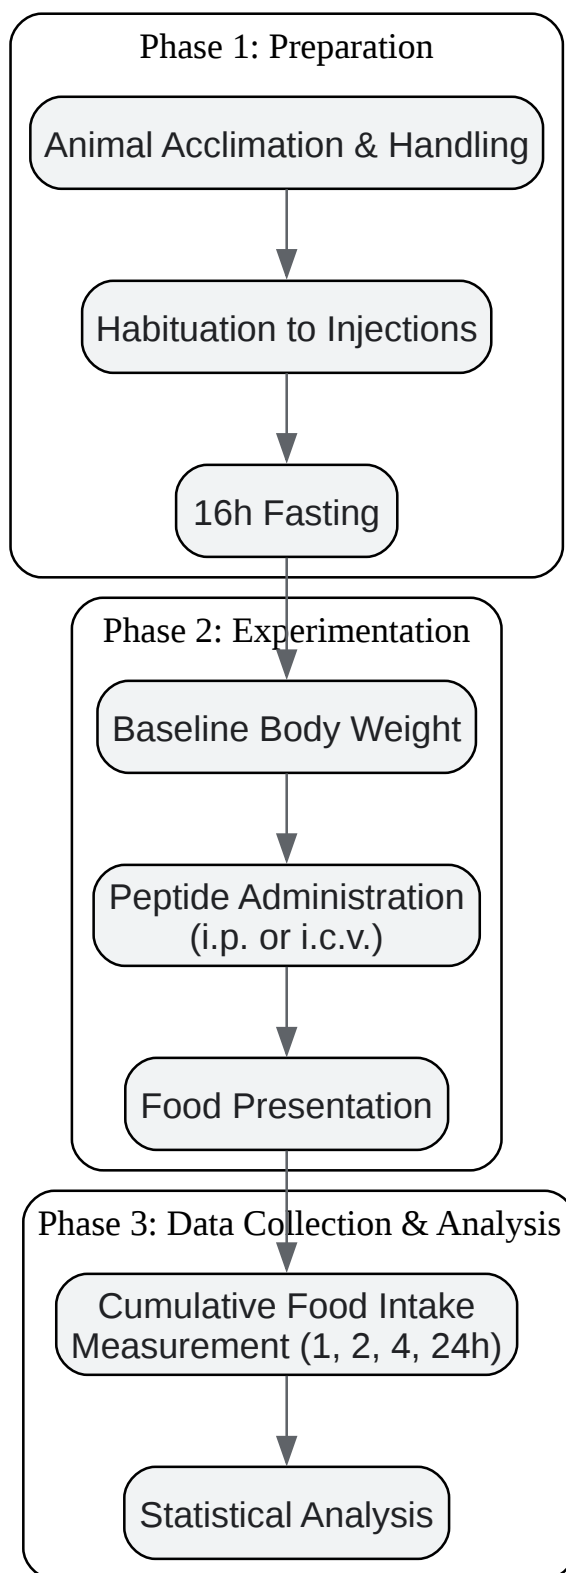 Phase 1: Preparation
Animal Acclimation & Handling
Habituation to Injections
16h Fasting
Phase 2: Experimentation
Baseline Body Weight
Peptide Administration
(i.p. or i.c.v.)
Food Presentation
Phase 3: Data Collection & Analysis
Cumulative Food Intake
Measurement (1, 2, 4, 24h)
Statistical Analysis